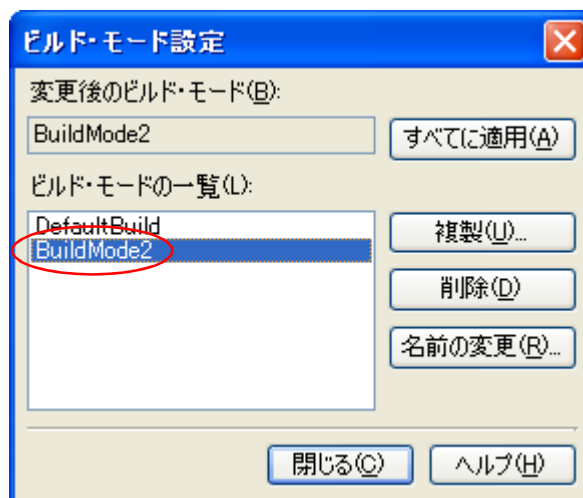 ビルド・モード設定
変更後のビルド・モード(B):
BuildMode2
すべてに適用(A)
ビルド・モードの一覧(L):
DefaultBuild
BuildMode2
複製(U)...
削除(D)
名前の変更(R)...
閉じる(C)
ヘルプ(H)